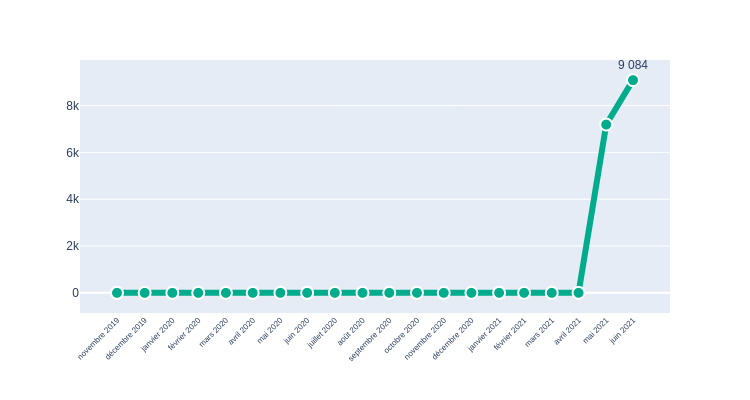 9 084
8k
6k
4k
2k
0
novembre 2019
décembre 2019
janvier 2020
février 2020
mars 2020
avril 2020
mai 2020
juin 2020
juillet 2020
août 2020
septembre 2020
octobre 2020
novembre 2020
décembre 2020
janvier 2021
février 2021
mars 2021
avril 2021
mai 2021
juin 2021